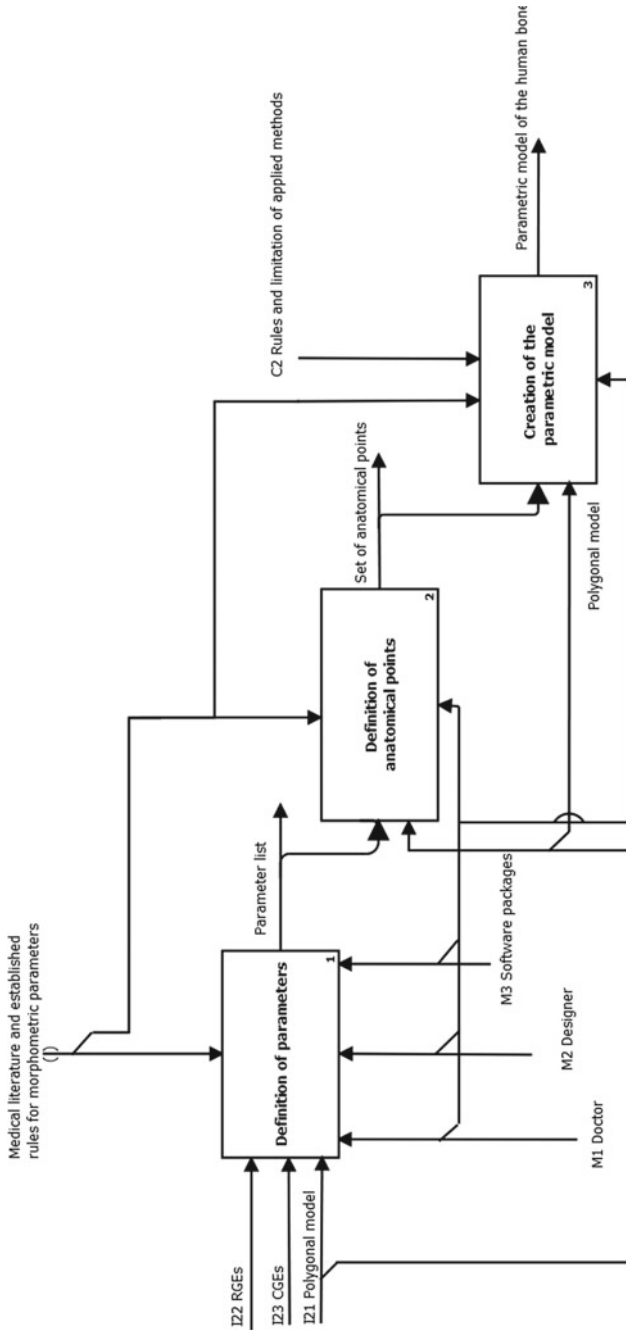 Medical literature and established
rules for morphometric parameters
()
I22 RGEs
I23 CGEs
I21 Polygonal model
Definition of parameters
1
Parameter list
M1 Doctor
M2 Designer
M3 Software packages
Definition of
anatomical points
2
Set of anatomical points
C2 Rules and limitation of applied methods
Polygonal model
Creation of the
parametric model
3
Parametric model of the human bone